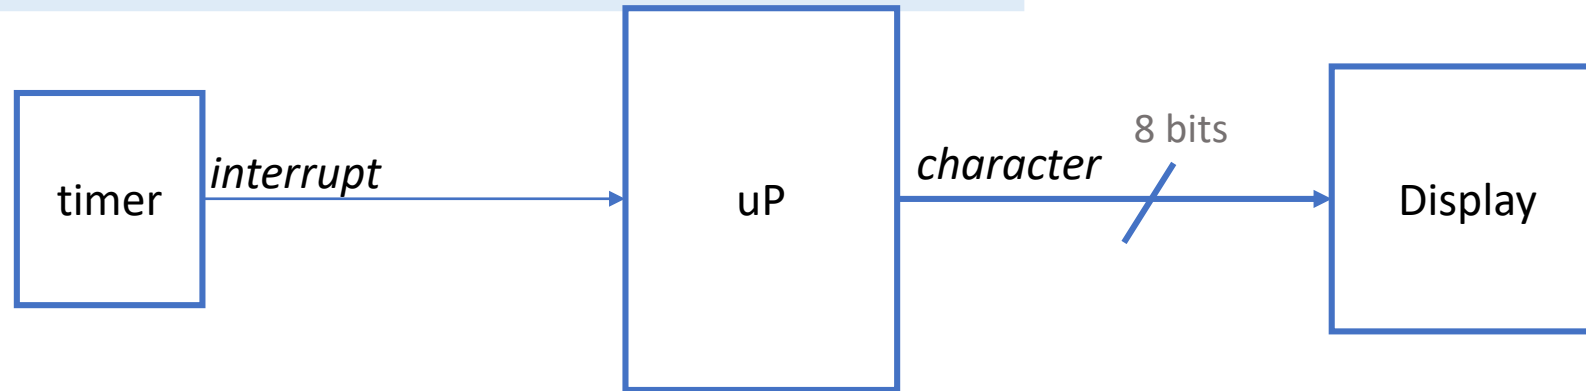 timer
interrupt
uP
character
8 bits
Display